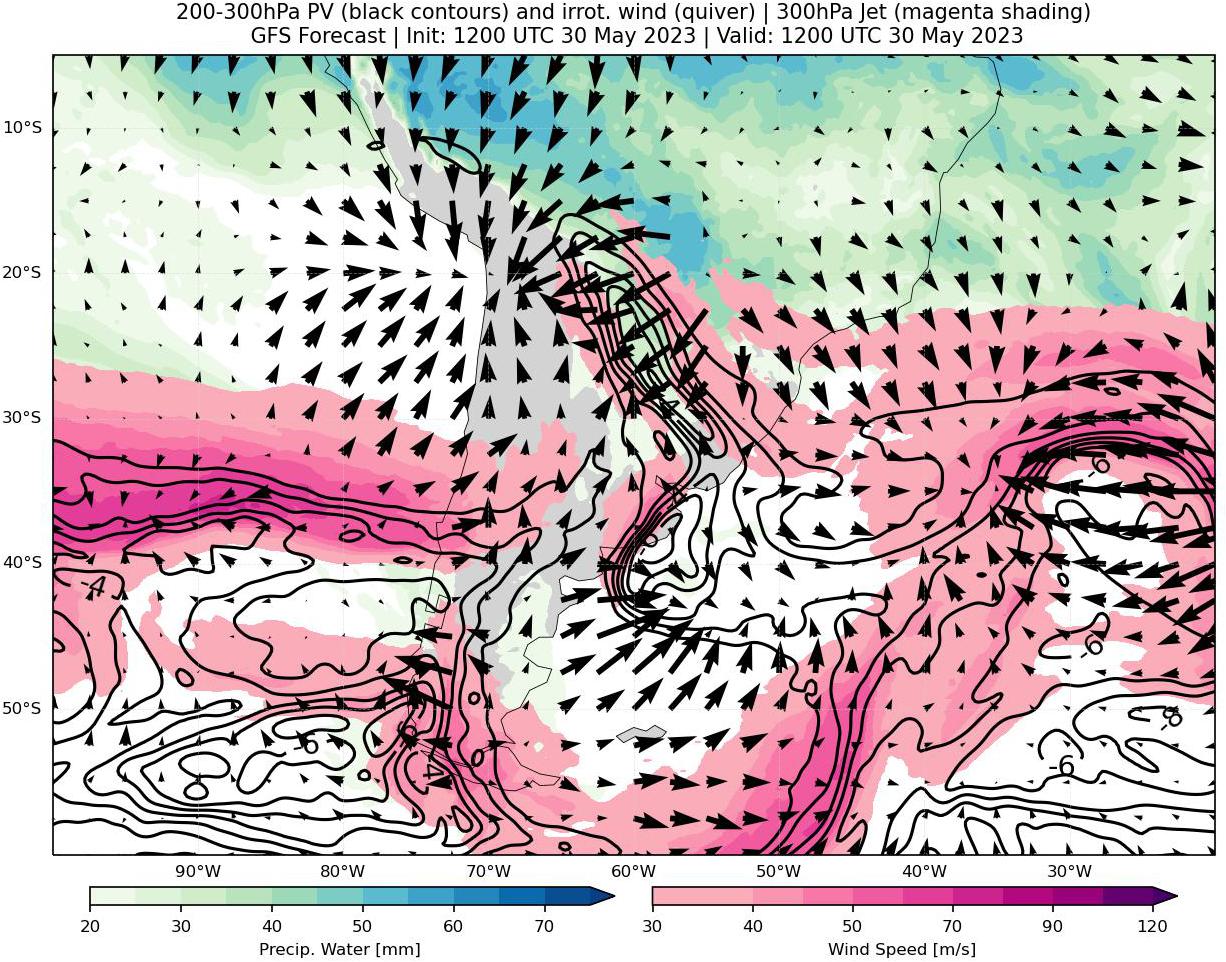 200-300hPa PV (black contours) and irrot. wind (quiver) | 300hPa Jet (magenta shading)
GFS Forecast | Init: 1200 UTC 30 May 2023 | Valid: 1200 UTC 30 May 2023
10°S
20°S
30°S
-4
-6
40°S
-4
-6
50°S
-6
-8
-6
-6
-4
90°W 80°W 70°W 60°W 50°W 40°W 30°W
20 30 40 50 60 70
30 40 50 70 90 120
Precip. Water [mm]
Wind Speed [m/s]